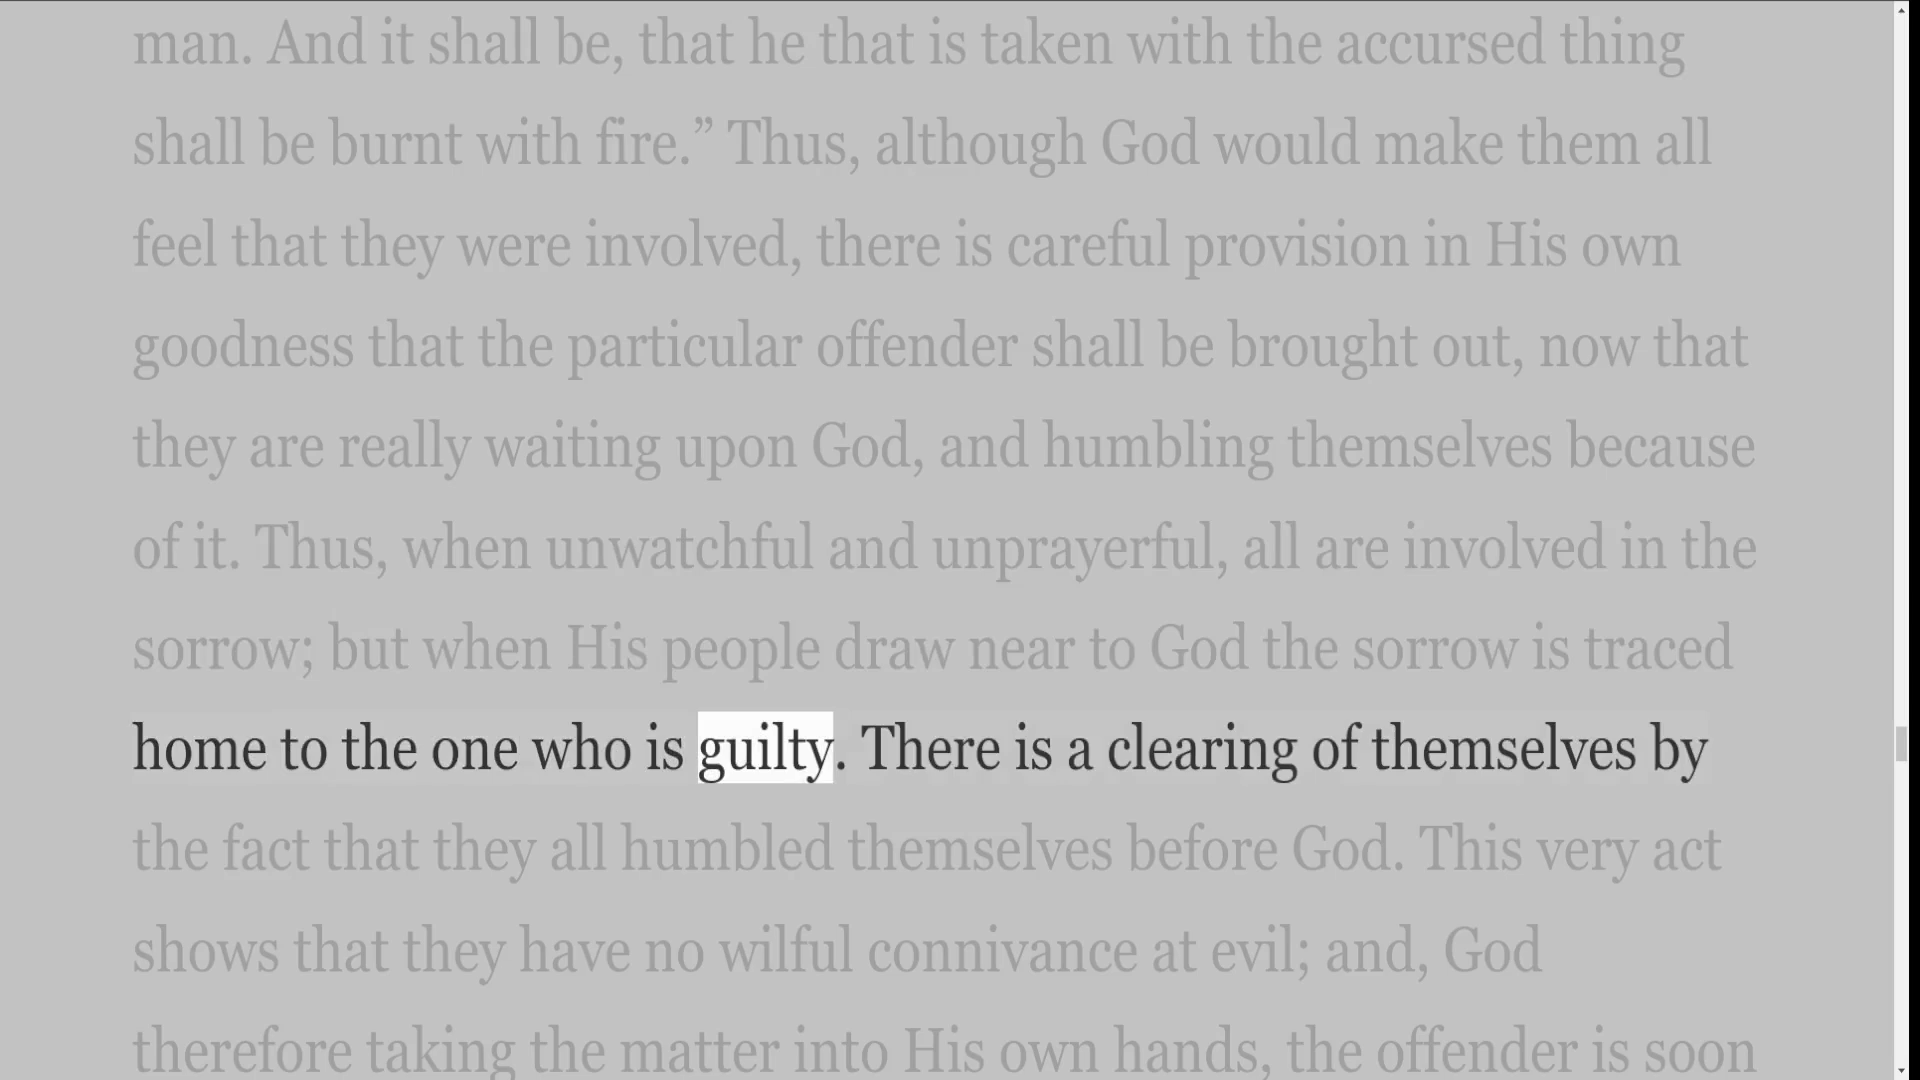 man. And it shall be, that he that is taken with the accursed thing
shall be burnt with fire.” Thus, although God would make them all
feel that they were involved, there is careful provision in His own
goodness that the particular offender shall be brought out, now that
they are really waiting upon God, and humbling themselves because
of it. Thus, when unwatchful and unprayerful, all are involved in the
sorrow; but when His people draw near to God the sorrow is traced
home to the one who is guilty. There is a clearing of themselves by
the fact that they all humbled themselves before God. This very act
shows that they have no wilful connivance at evil; and, God
therefore taking the matter into His own hands, the offender is soon